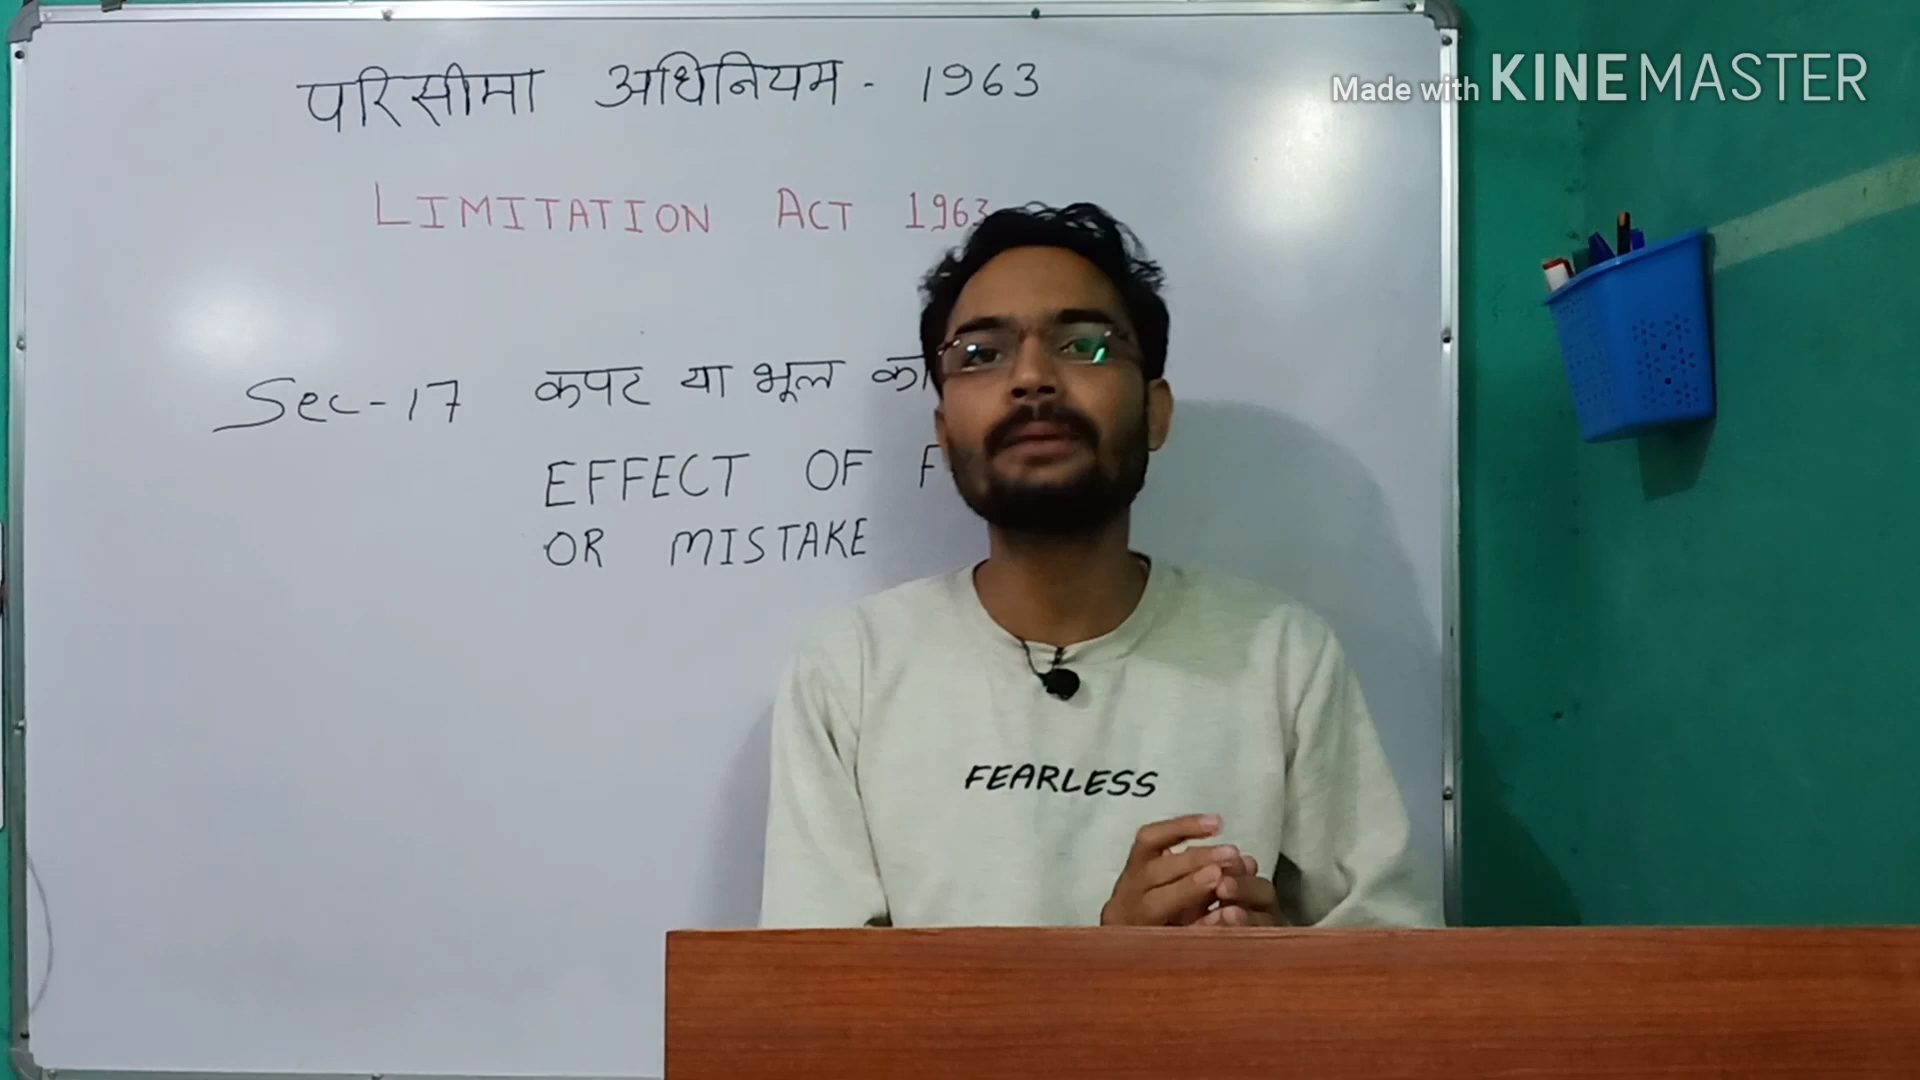 Made with KINEMASTER
परिसीमा अधिनियम - 1963
LIMITATION ACT 1963
Sec-17 कपट या भूल का
EFFECT OF F
OR MISTAKE
FEARLESS